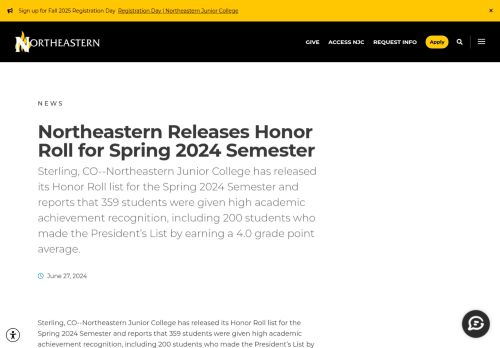 Sign up for Fall 2025 Registration Day Registration Day | Northeastern Junior College ×
NORTHEASTERN GIVE ACCESS NJC REQUEST INFO Apply
NEWS
Northeastern Releases Honor
Roll for Spring 2024 Semester
Sterling, CO--Northeastern Junior College has released
its Honor Roll list for the Spring 2024 Semester and
reports that 359 students were given high academic
achievement recognition, including 200 students who
made the President's List by earning a 4.0 grade point
average.
June 27, 2024
Sterling, CO--Northeastern Junior College has released its Honor Roll list for the
Spring 2024 Semester and reports that 359 students were given high academic
achievement recognition, including 200 students who made the President's List by